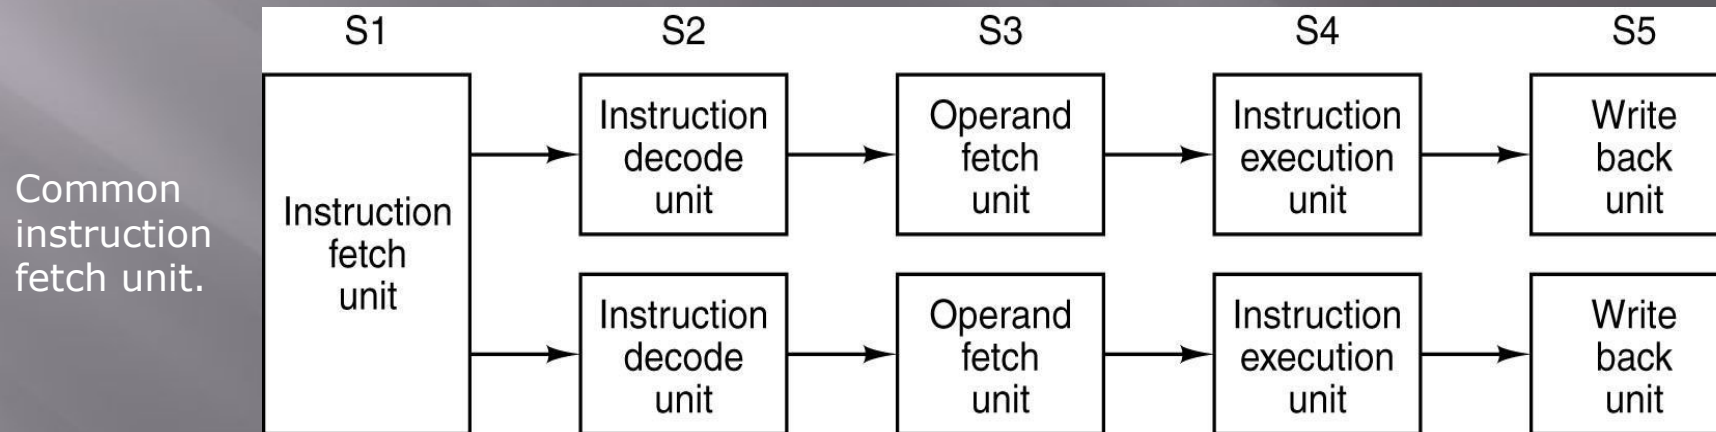 S1
S2
S3
S4
S5
Common
instruction
fetch unit.
Instruction
fetch
unit
Instruction
decode
unit
Operand
fetch
unit
Instruction
execution
unit
Write
back
unit
Instruction
decode
unit
Operand
fetch
unit
Instruction
execution
unit
Write
back
unit